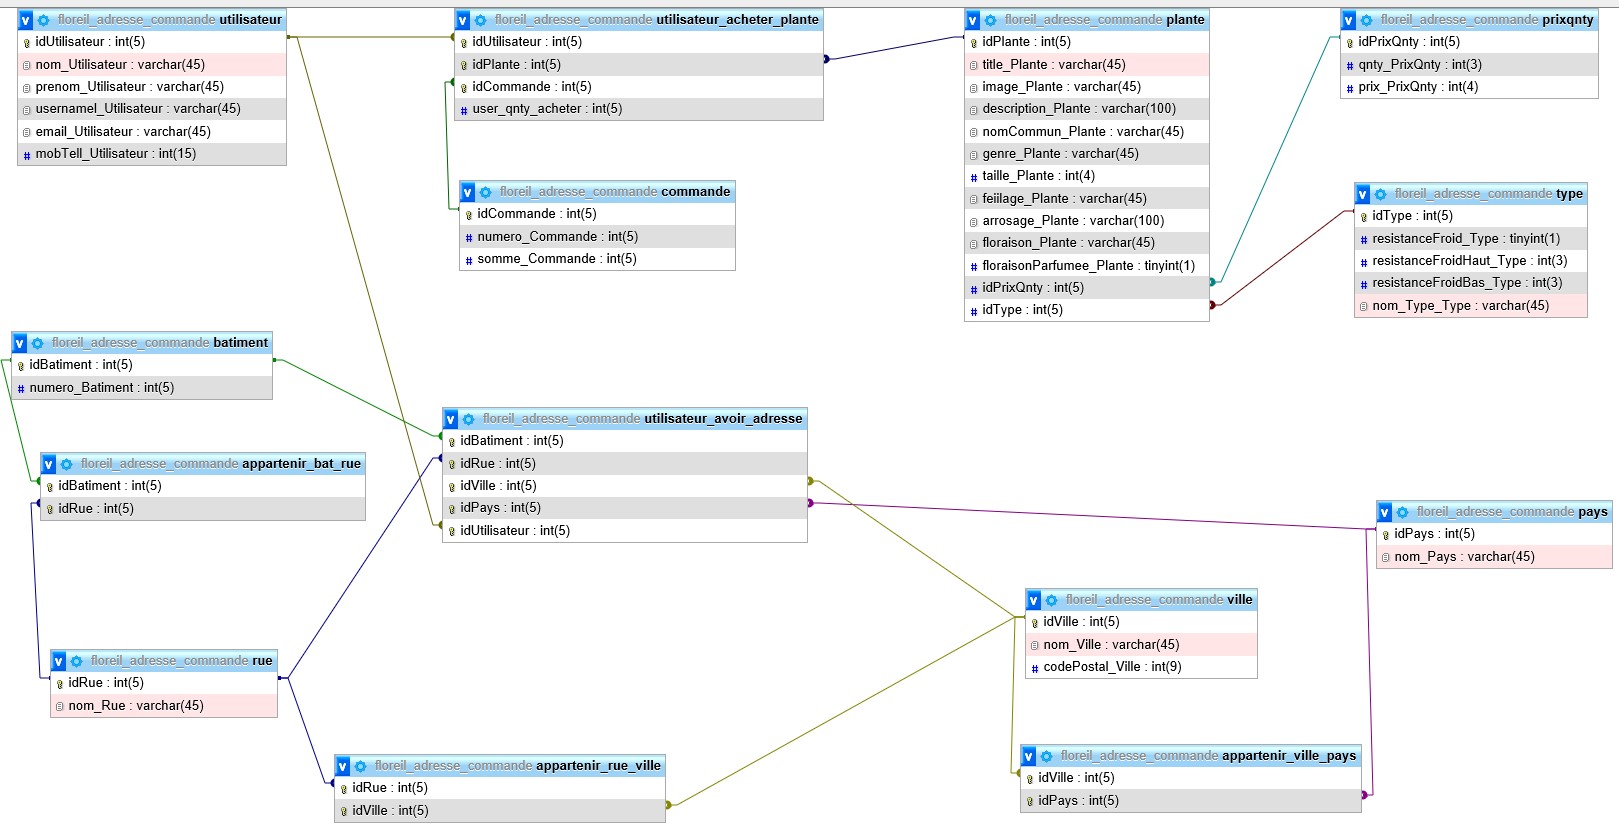 floreil_adresse_commande utilisateur
idUtilisateur : int(5)
nom_Utilisateur : varchar(45)
prenom_Utilisateur : varchar(45)
usernamel_Utilisateur : varchar(45)
email_Utilisateur : varchar(45)
mobTell_Utilisateur : int(15)
floreil_adresse_commande utilisateur_acheter_plante
idUtilisateur : int(5)
idPlante : int(5)
idCommande : int(5)
user_qnty_acheter : int(5)
floreil_adresse_commande plante
idPlante : int(5)
title_Plante : varchar(45)
image_Plante : varchar(45)
description_Plante : varchar(100)
nomCommun_Plante : varchar(45)
genre_Plante : varchar(45)
taille_Plante : int(4)
feiilage_Plante : varchar(45)
arrosage_Plante : varchar(100)
floraison_Plante : varchar(45)
floraisonParfumee_Plante : tinyint(1)
idPrixQnty : int(5)
idType : int(5)
floreil_adresse_commande prixqnty
idPrixQnty : int(5)
qnty_PrixQnty : int(3)
prix_PrixQnty : int(4)
floreil_adresse_commande commande
idCommande : int(5)
numero_Commande : int(5)
somme_Commande : int(5)
floreil_adresse_commande type
idType : int(5)
resistanceFroid_Type : tinyint(1)
resistanceFroidHaut_Type : int(3)
resistanceFroidBas_Type : int(3)
nom_Type_Type : varchar(45)
floreil_adresse_commande batiment
idBatiment : int(5)
numero_Batiment : int(5)
floreil_adresse_commande utilisateur_avoir_adresse
idBatiment : int(5)
idRue : int(5)
idVille : int(5)
idPays : int(5)
idUtilisateur : int(5)
floreil_adresse_commande appartenir_bat_rue
idBatiment : int(5)
idRue : int(5)
floreil_adresse_commande pays
idPays : int(5)
nom_Pays : varchar(45)
floreil_adresse_commande ville
idVille : int(5)
nom_Ville : varchar(45)
codePostal_Ville : int(9)
floreil_adresse_commande rue
idRue : int(5)
nom_Rue : varchar(45)
floreil_adresse_commande appartenir_rue_ville
idRue : int(5)
idVille : int(5)
floreil_adresse_commande appartenir_ville_pays
idVille : int(5)
idPays : int(5)